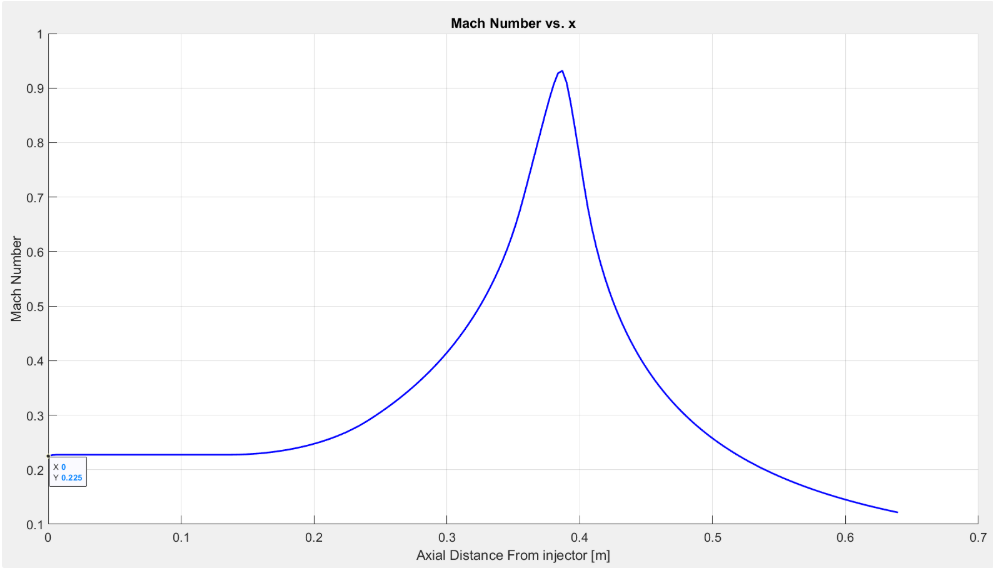 Mach Number vs. x
Mach Number
1
0.9
0.8
0.7
0.6
0.5
0.4
0.3
0.2
0.1
X 0
Y 0.225
0 0.1 0.2 0.3 0.4 0.5 0.6 0.7
Axial Distance From injector [m]